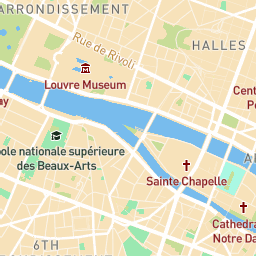 ARRONDISSEMENT
Rue de Rivoli
HALLES
Louvre Museum
Cent
Po
ay
ole nationale supérieure
des Beaux-Arts
A
Sainte Chapelle
Cathedra
Notre Da
6TH